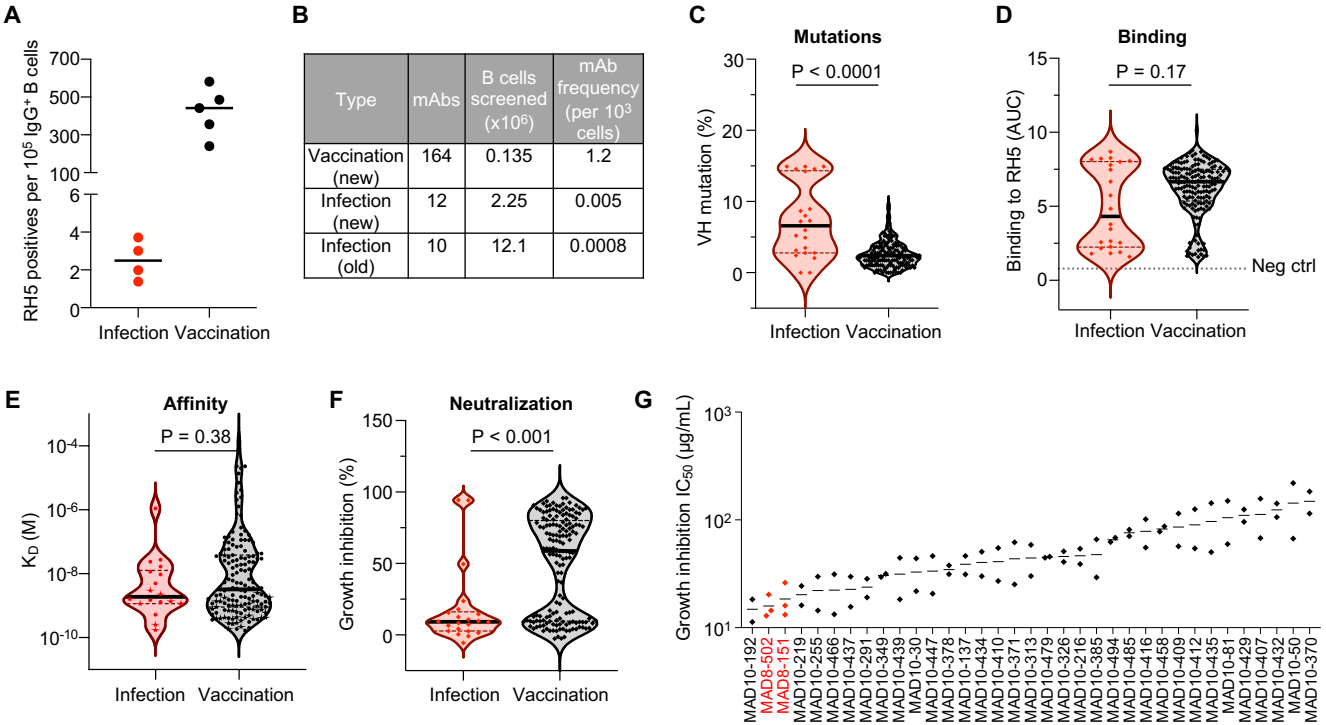 A
RH5 positives per 10⁵ IgG⁺ B cells
700
500
300
100
6
4
2
0
Infection Vaccination
B
Type
mAbs
B cells
screened
(x10⁶)
mAb
frequency
(per 10³
cells)
Vaccination
(new)
164
0.135
1.2
Infection
(new)
12
2.25
0.005
Infection
(old)
10
12.1
0.0008
C
Mutations
P < 0.0001
VH mutation (%)
30
20
10
0
Infection Vaccination
D
Binding
P = 0.17
Binding to RH5 (AUC)
15
10
5
0
Neg ctrl
Infection Vaccination
E
Affinity
P = 0.38
K_D (M)
10⁻⁴
10⁻⁶
10⁻⁸
10⁻¹⁰
Infection Vaccination
F
Neutralization
P < 0.001
Growth inhibition (%)
150
100
50
0
Infection Vaccination
G
Growth inhibition IC₅₀ (µg/mL)
10³
10²
10¹
MAD10-192
MAD8-502
MAD8-151
MAD10-219
MAD10-255
MAD10-466
MAD10-437
MAD10-291
MAD10-349
MAD10-439
MAD10-30
MAD10-447
MAD10-378
MAD10-137
MAD10-434
MAD10-410
MAD10-371
MAD10-313
MAD10-479
MAD10-326
MAD10-216
MAD10-385
MAD10-494
MAD10-485
MAD10-416
MAD10-458
MAD10-409
MAD10-412
MAD10-435
MAD10-81
MAD10-429
MAD10-407
MAD10-432
MAD10-50
MAD10-370